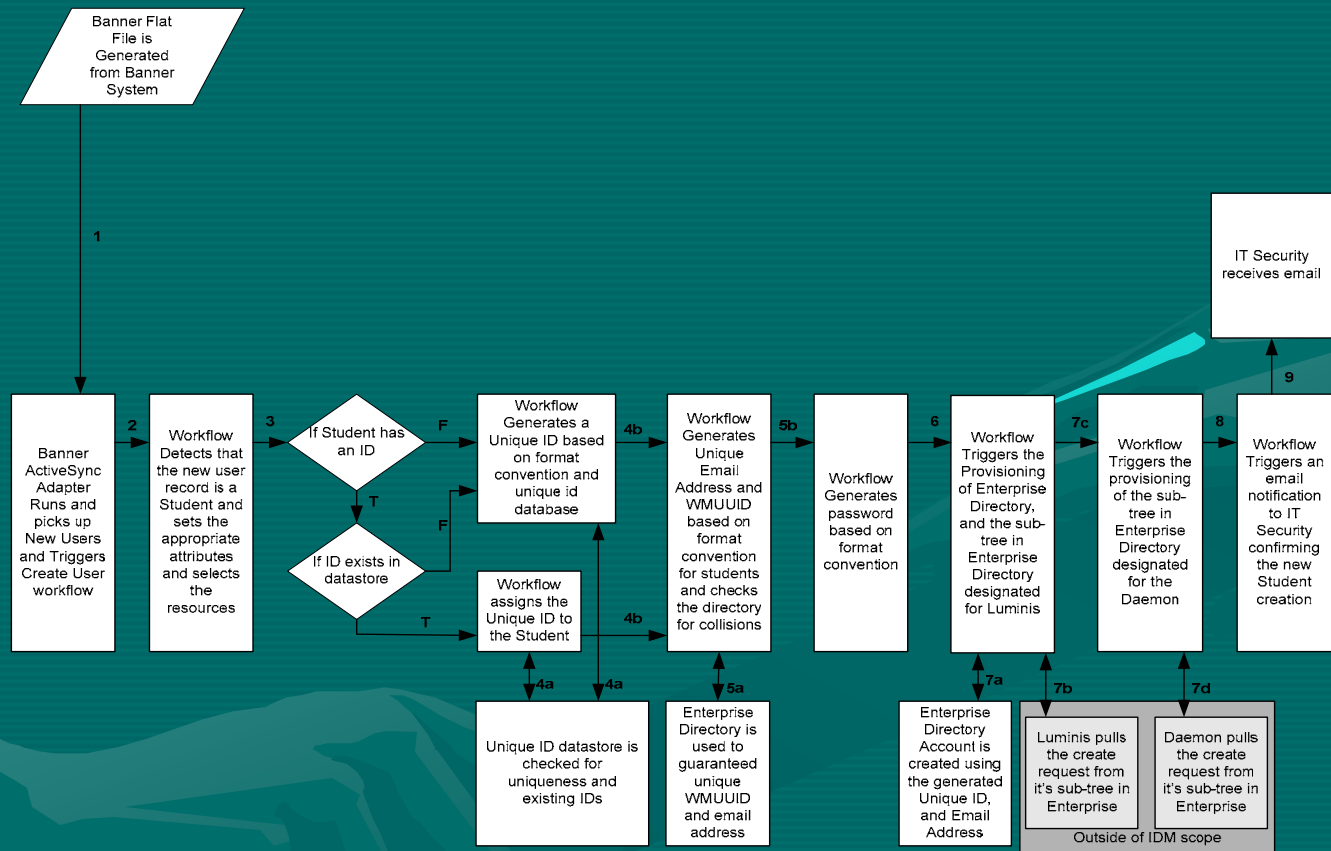 Banner Flat
File is
Generated
from Banner
System
1
IT Security
receives email
9
Banner
ActiveSync
Adapter
Runs and
picks up
New Users
and Triggers
Create User
workflow
2
Workflow
Detects that
the new user
record is a
Student and
sets the
appropriate
attributes
and selects
the
resources
3
If Student has
an ID
F
T
If ID exists in
datastore
F
T
Workflow
Generates a
Unique ID based
on format
convention and
unique id
database
4b
Workflow
assigns the
Unique ID to
the Student
4b
4a
4a
Unique ID datastore is
checked for
uniqueness and
existing IDs
Workflow
Generates
Unique
Email
Address and
WMUUID
based on
format
convention
for students
and checks
the directory
for collisions
5b
5a
Enterprise
Directory is
used to
guaranteed
unique
WMUUID
and email
address
Workflow
Generates
password
based on
format
convention
6
Workflow
Triggers the
Provisioning
of Enterprise
Directory,
and the sub-
tree in
Enterprise
Directory
designated
for Luminis
7c
7a
7b
Enterprise
Directory
Account is
created using
the generated
Unique ID,
and Email
Address
Workflow
Triggers the
provisioning
of the sub-
tree in
Enterprise
Directory
designated
for the
Daemon
8
7d
Luminis pulls
the create
request from
it's sub-tree in
Enterprise
Daemon pulls
the create
request from
it's sub-tree in
Enterprise
Outside of IDM scope
Workflow
Triggers an
email
notification
to IT
Security
confirming
the new
Student
creation